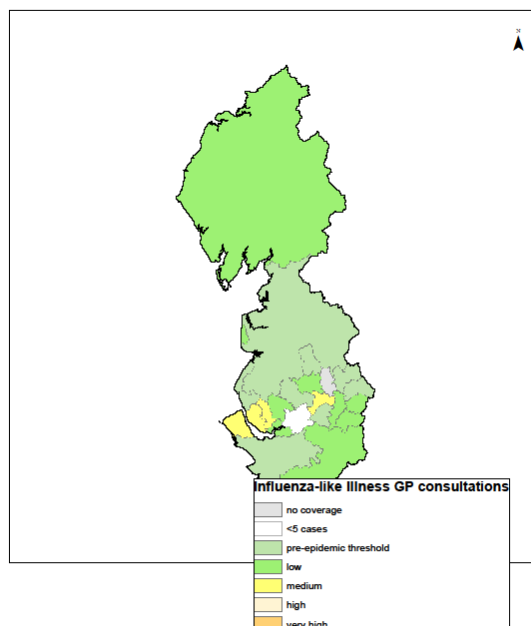 Influenza-like Illness GP consultations
no coverage
<5 cases
pre-epidemic threshold
low
medium
high
very high